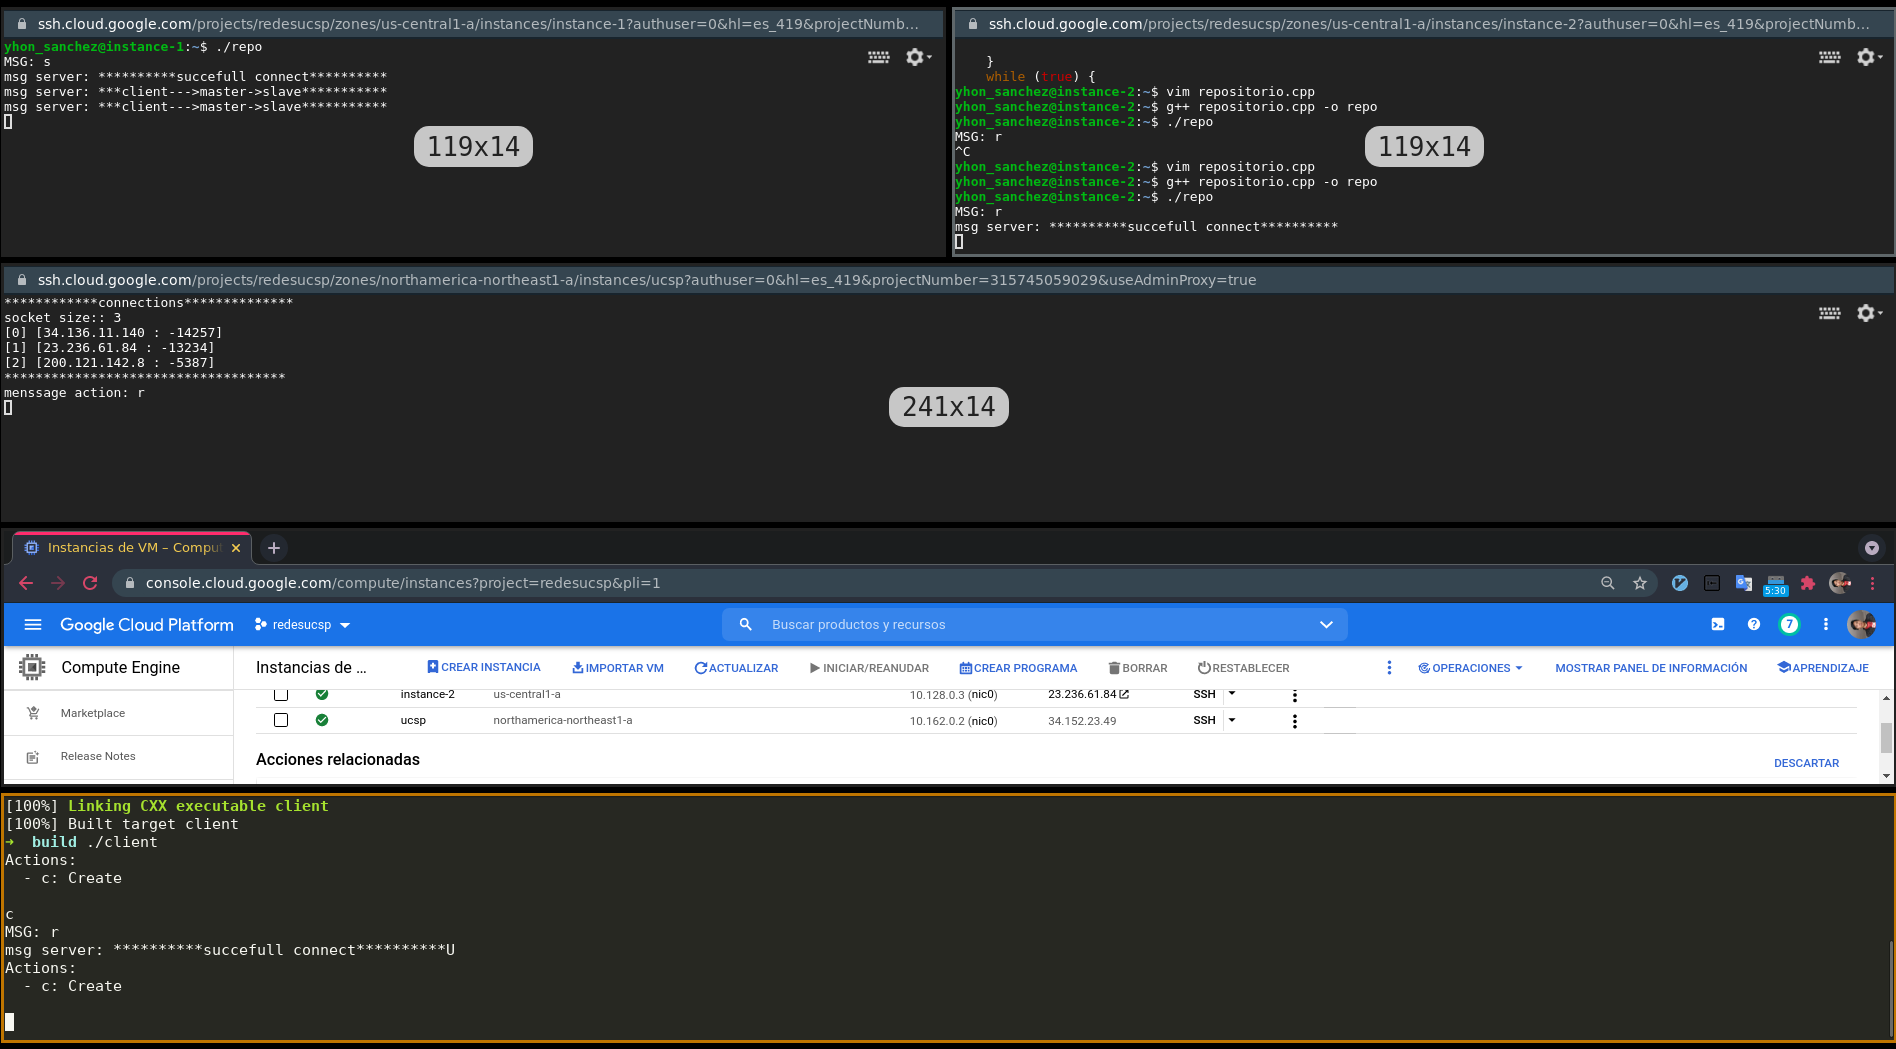 ssh.cloud.google.com/projects/redesucsp/zones/us-central1-a/instances/instance-1?authuser=0&hl=es_419&projectNumb...
yhon_sanchez@instance-1:~$ ./repo
MSG: s
msg server: **********succefull connect**********
msg server: ***client--->master->slave***********
msg server: ***client--->master->slave***********
119x14
ssh.cloud.google.com/projects/redesucsp/zones/us-central1-a/instances/instance-2?authuser=0&hl=es_419&projectNumb...
}
while (true) {
yhon_sanchez@instance-2:~$ vim repositorio.cpp
yhon_sanchez@instance-2:~$ g++ repositorio.cpp -o repo
yhon_sanchez@instance-2:~$ ./repo
MSG: r
^C
yhon_sanchez@instance-2:~$ vim repositorio.cpp
yhon_sanchez@instance-2:~$ g++ repositorio.cpp -o repo
yhon_sanchez@instance-2:~$ ./repo
MSG: r
msg server: **********succefull connect**********
119x14
ssh.cloud.google.com/projects/redesucsp/zones/northamerica-northeast1-a/instances/ucsp?authuser=0&hl=es_419&projectNumber=315745059029&useAdminProxy=true
************connections**************
socket size:: 3
[0] [34.136.11.140 : -14257]
[1] [23.236.61.84 : -13234]
[2] [200.121.142.8 : -5387]
************************************
menssage action: r
241x14
Instancias de VM – Comput
console.cloud.google.com/compute/instances?project=redesucsp&pli=1
5:30
Google Cloud Platform redesucsp Buscar productos y recursos 7
Compute Engine Instancias de ... CREAR INSTANCIA IMPORTAR VM ACTUALIZAR INICIAR/REANUDAR CREAR PROGRAMA BORRAR RESTABLECER OPERACIONES MOSTRAR PANEL DE INFORMACIÓN APRENDIZAJE
instance-2 us-central1-a 10.128.0.3 (nic0) 23.236.61.84 SSH
Marketplace
ucsp northamerica-northeast1-a 10.162.0.2 (nic0) 34.152.23.49 SSH
Release Notes
Acciones relacionadas DESCARTAR
[100%] Linking CXX executable client
[100%] Built target client
➜  build ./client
Actions:
- c: Create
c
MSG: r
msg server: **********succefull connect**********U
Actions:
- c: Create